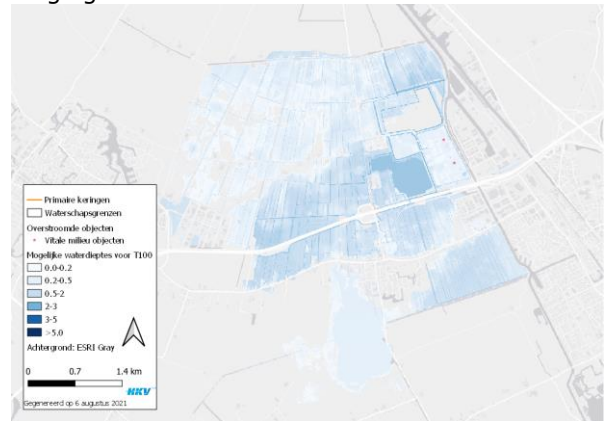 Primaire keringen
Waterschapsgrenzen
Overstroomde objecten
Vitale milieu objecten
Mogelijke waterdieptes voor T100
0.0-0.2
0.2-0.5
0.5-2
2-3
3-5
>5.0
Achtergrond: ESRI Gray
0 0.7 1.4 km
HKV
Gegenereerd op 6 augustus 2021